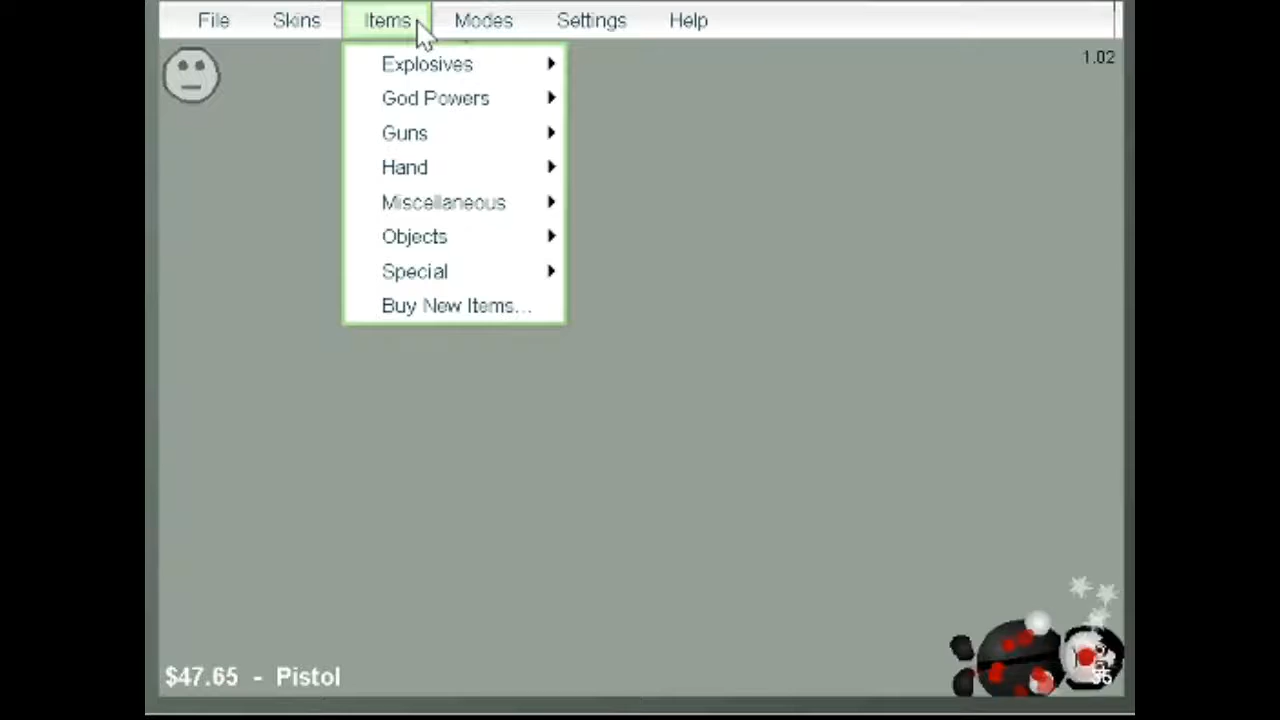 File Skins Items Modes Settings Help
1.02
Explosives
God Powers
Guns
Hand
Miscellaneous
Objects
Special
Buy New Items...
$47.65 - Pistol